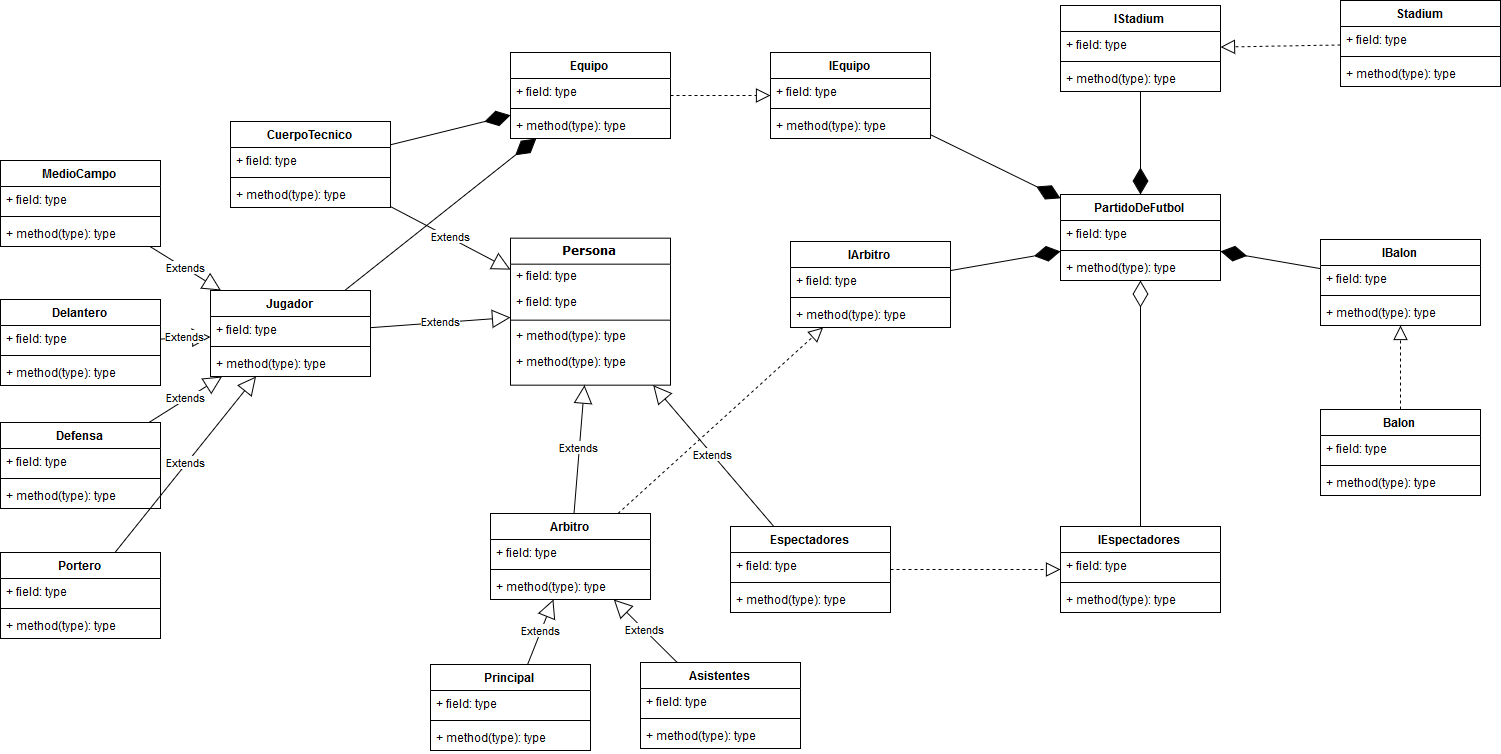 IStadium
+ field: type
+ method(type): type
Stadium
+ field: type
+ method(type): type
Equipo
+ field: type
+ method(type): type
IEquipo
+ field: type
+ method(type): type
CuerpoTecnico
+ field: type
+ method(type): type
MedioCampo
+ field: type
+ method(type): type
PartidoDeFutbol
+ field: type
+ method(type): type
Extends
Persona
+ field: type
+ field: type
+ method(type): type
+ method(type): type
IArbitro
+ field: type
+ method(type): type
IBalon
+ field: type
+ method(type): type
Extends
Jugador
+ field: type
+ method(type): type
Extends
Delantero
+ field: type
+ method(type): type
Extends
Extends
Defensa
+ field: type
+ method(type): type
Extends
Balon
+ field: type
+ method(type): type
Extends
Extends
Portero
+ field: type
+ method(type): type
Arbitro
+ field: type
+ method(type): type
Espectadores
+ field: type
+ method(type): type
IEspectadores
+ field: type
+ method(type): type
Extends
Extends
Principal
+ field: type
+ method(type): type
Asistentes
+ field: type
+ method(type): type